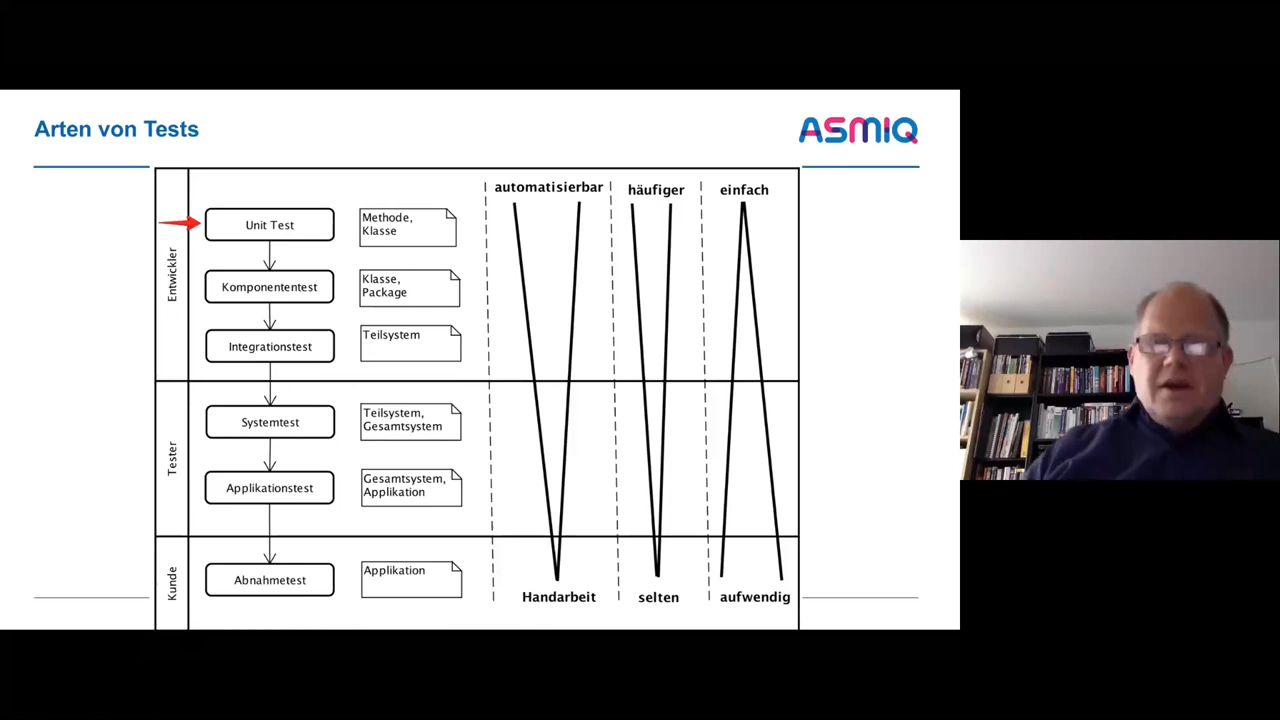 Arten von Tests
ASMIQ
automatisierbar
häufiger
einfach
Entwickler
Unit Test
Methode,
Klasse
Komponententest
Klasse,
Package
Integrationstest
Teilsystem
Tester
Systemtest
Teilsystem,
Gesamtsystem
Applikationstest
Gesamtsystem,
Applikation
Kunde
Abnahmetest
Applikation
Handarbeit
selten
aufwendig